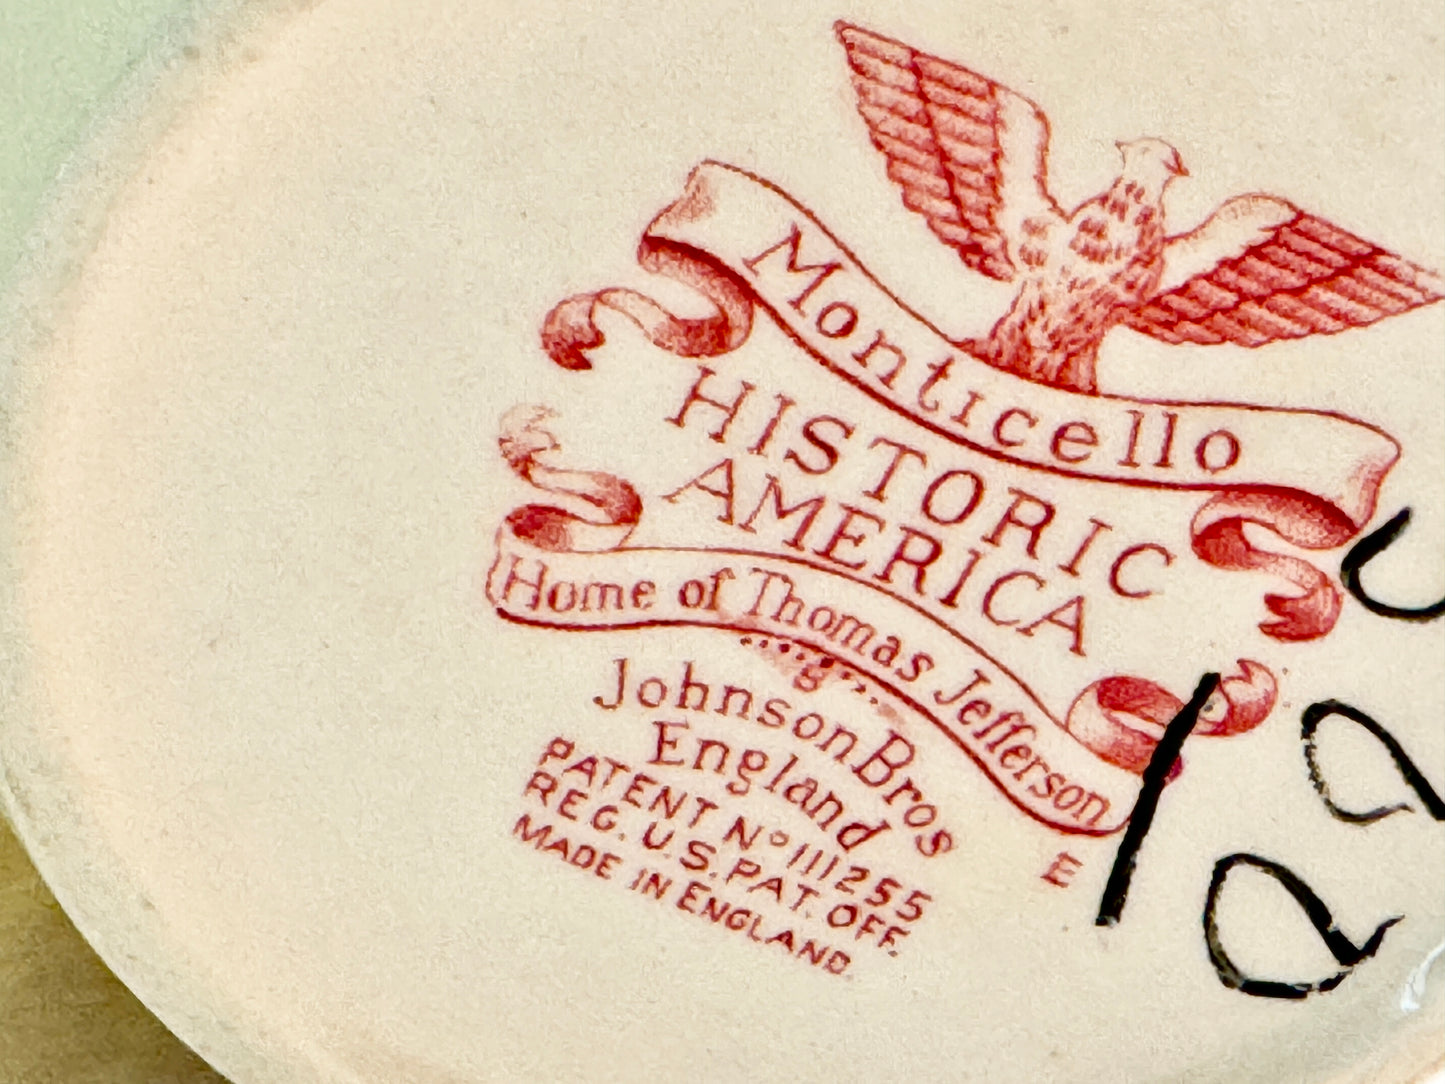 Monticello
HISTORIC
AMERICA
Home of Thomas Jefferson
Johnson Bros
England
PATENT Nº 111255
REG. U.S. PAT. OFF.
MADE IN ENGLAND.
E